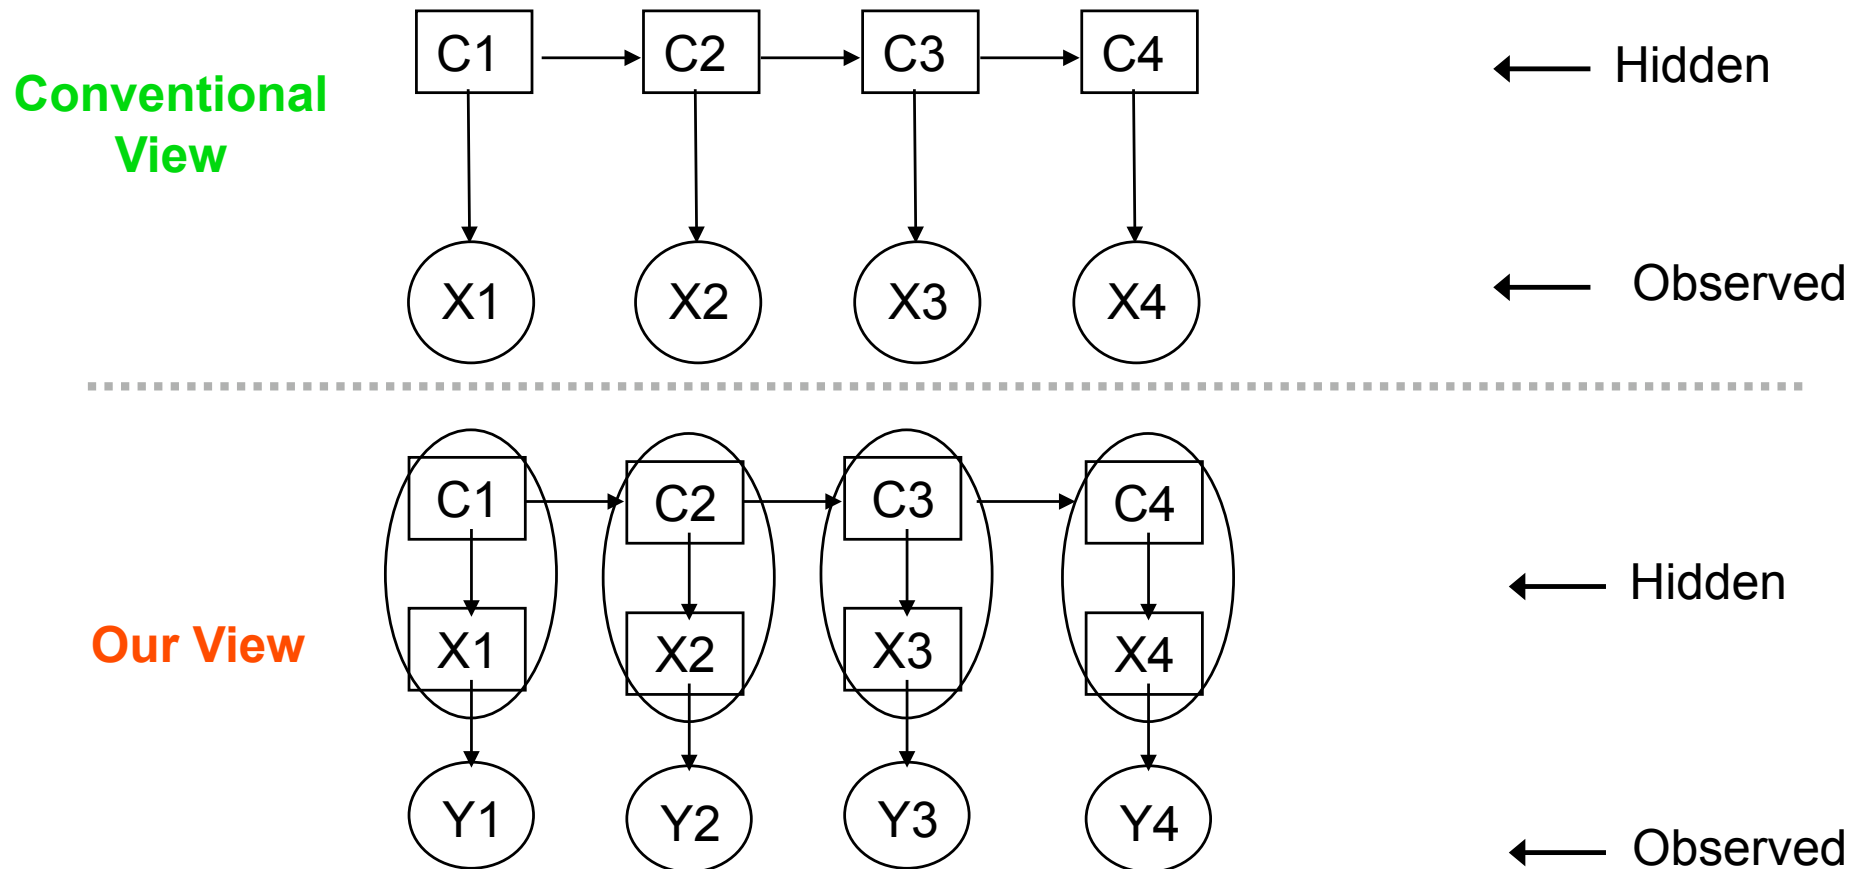 C1 C2 C3 C4 Hidden
Conventional
View
X1 X2 X3 X4 Observed
C1 C2 C3 C4
Hidden
Our View
X1 X2 X3 X4
Y1 Y2 Y3 Y4
Observed